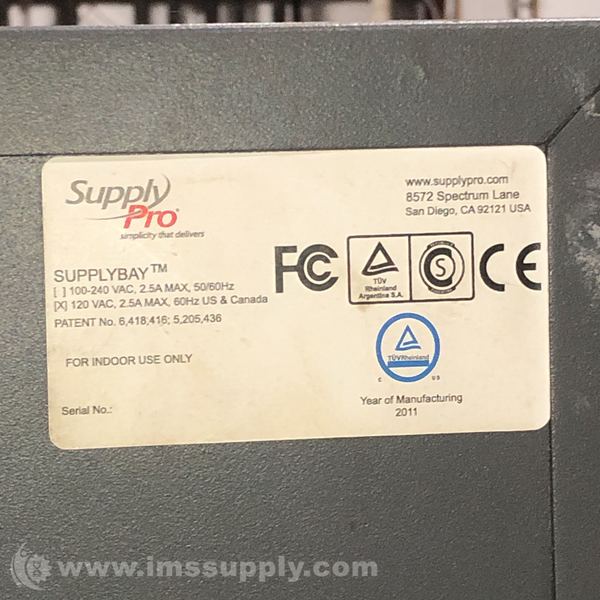 Supply
Pro
simplicity that delivers
www.supplypro.com
8572 Spectrum Lane
San Diego, CA 92121 USA
SUPPLYBAY™
[ ] 100-240 VAC, 2.5A MAX, 50/60Hz
[X] 120 VAC, 2.5A MAX, 60Hz US & Canada
PATENT No. 6,418,416; 5,205,436
FC
TÜV
Rheinland
Argentina S.A.
S
CE
FOR INDOOR USE ONLY
TÜVRheinland
C US
Serial No.:
Year of Manufacturing
2011
www.imssupply.com